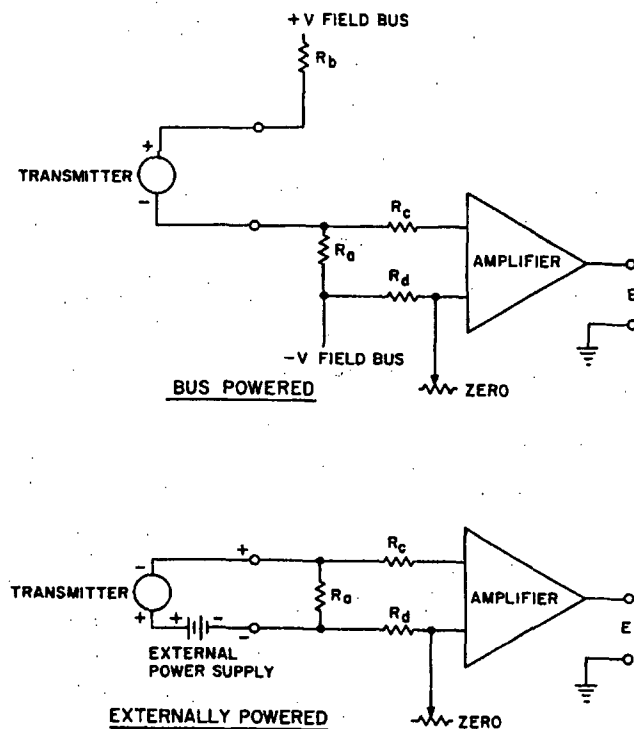 +V FIELD BUS
Rb
+
TRANSMITTER
-
Rc
Ra
AMPLIFIER
Rd
E
-V FIELD BUS
ZERO
BUS POWERED
-
+
Rc
TRANSMITTER
Ra
AMPLIFIER
+
+
-
-
Rd
E
EXTERNAL
POWER SUPPLY
ZERO
EXTERNALLY POWERED